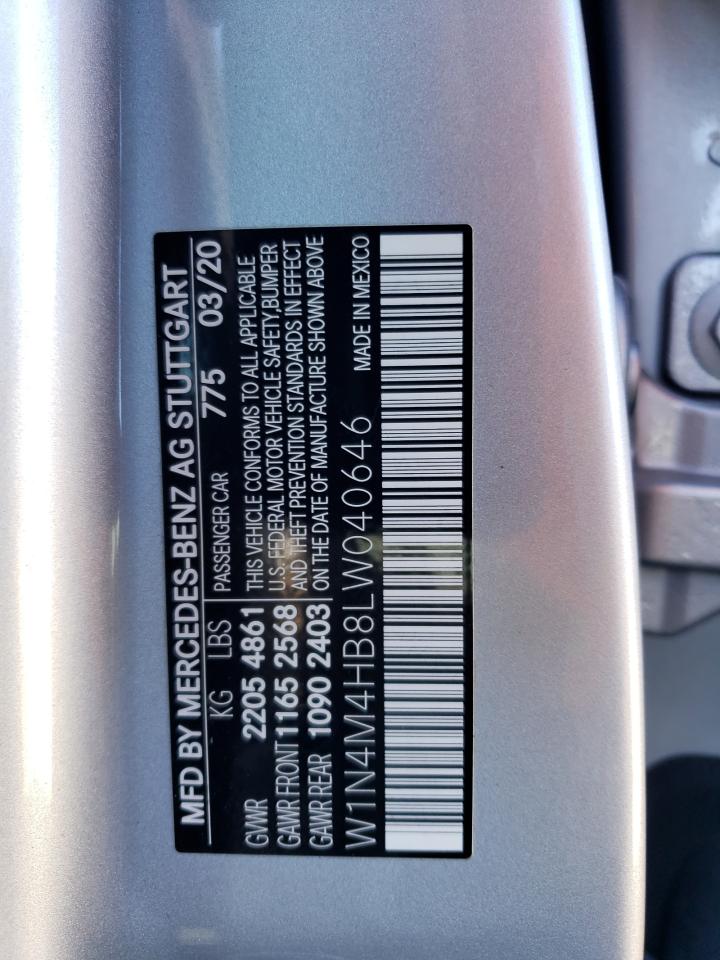 MFD BY MERCEDES-BENZ AG STUTTGART
KG LBS PASSENGER CAR 775 03/20
GVWR 2205 4861 THIS VEHICLE CONFORMS TO ALL APPLICABLE
U.S. FEDERAL MOTOR VEHICLE SAFETY,BUMPER
GAWR FRONT 1165 2568 AND THEFT PREVENTION STANDARDS IN EFFECT
GAWR REAR 1090 2403 ON THE DATE OF MANUFACTURE SHOWN ABOVE
W1N4M4HB8LW040646 MADE IN MEXICO